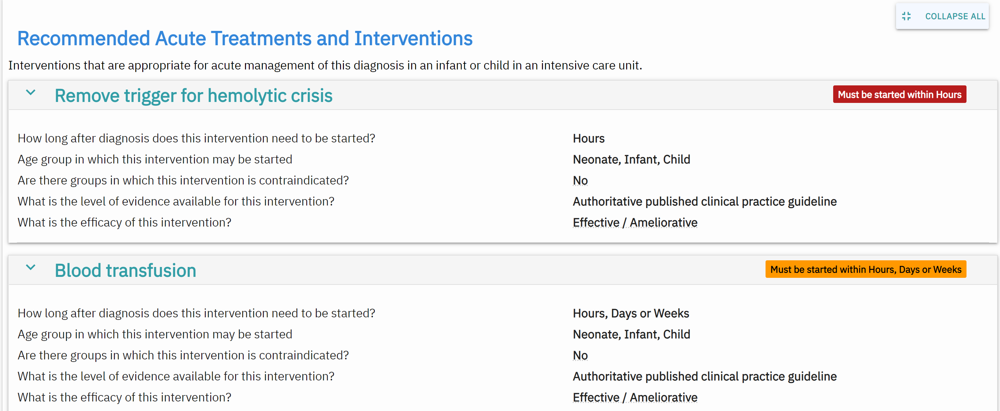 COLLAPSE ALL
Recommended Acute Treatments and Interventions
Interventions that are appropriate for acute management of this diagnosis in an infant or child in an intensive care unit.
Remove trigger for hemolytic crisis
Must be started within Hours
How long after diagnosis does this intervention need to be started?
Hours
Age group in which this intervention may be started
Neonate, Infant, Child
Are there groups in which this intervention is contraindicated?
No
What is the level of evidence available for this intervention?
Authoritative published clinical practice guideline
What is the efficacy of this intervention?
Effective / Ameliorative
Blood transfusion
Must be started within Hours, Days or Weeks
How long after diagnosis does this intervention need to be started?
Hours, Days or Weeks
Age group in which this intervention may be started
Neonate, Infant, Child
Are there groups in which this intervention is contraindicated?
No
What is the level of evidence available for this intervention?
Authoritative published clinical practice guideline
What is the efficacy of this intervention?
Effective / Ameliorative